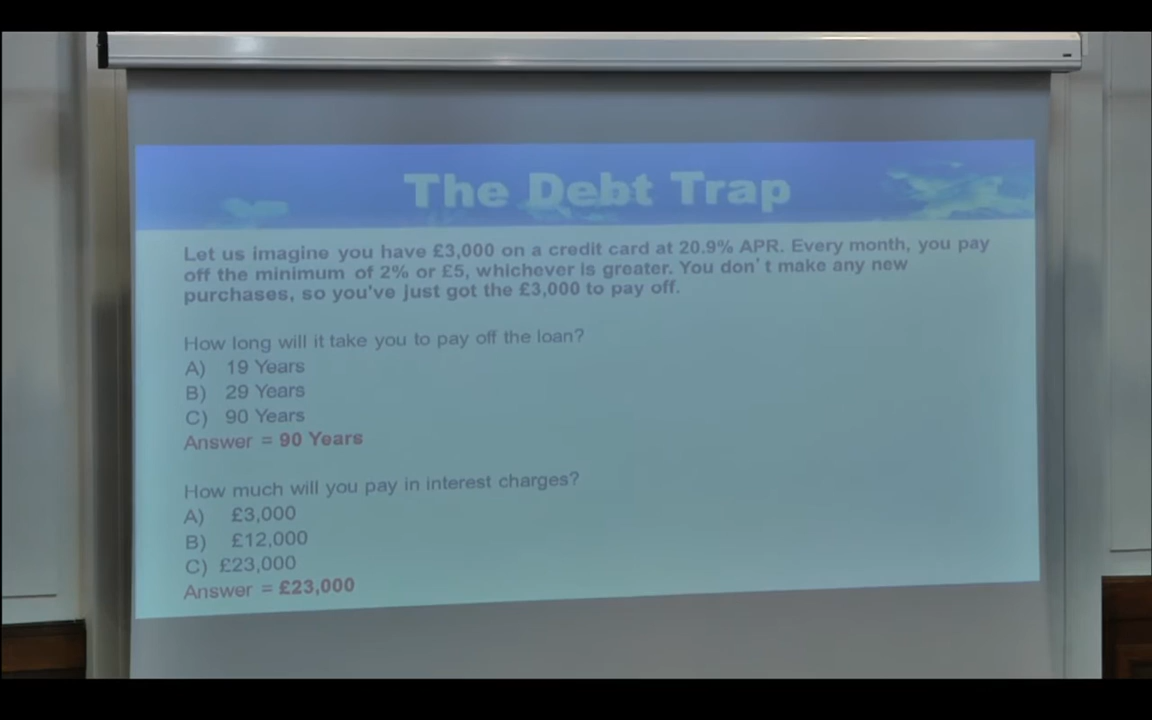 The Debt Trap
Let us imagine you have £3,000 on a credit card at 20.9% APR. Every month, you pay
off the minimum of 2% or £5, whichever is greater. You don't make any new
purchases, so you've just got the £3,000 to pay off.
How long will it take you to pay off the loan?
A) 19 Years
B) 29 Years
C) 90 Years
Answer = 90 Years
How much will you pay in interest charges?
A) £3,000
B) £12,000
C) £23,000
Answer = £23,000